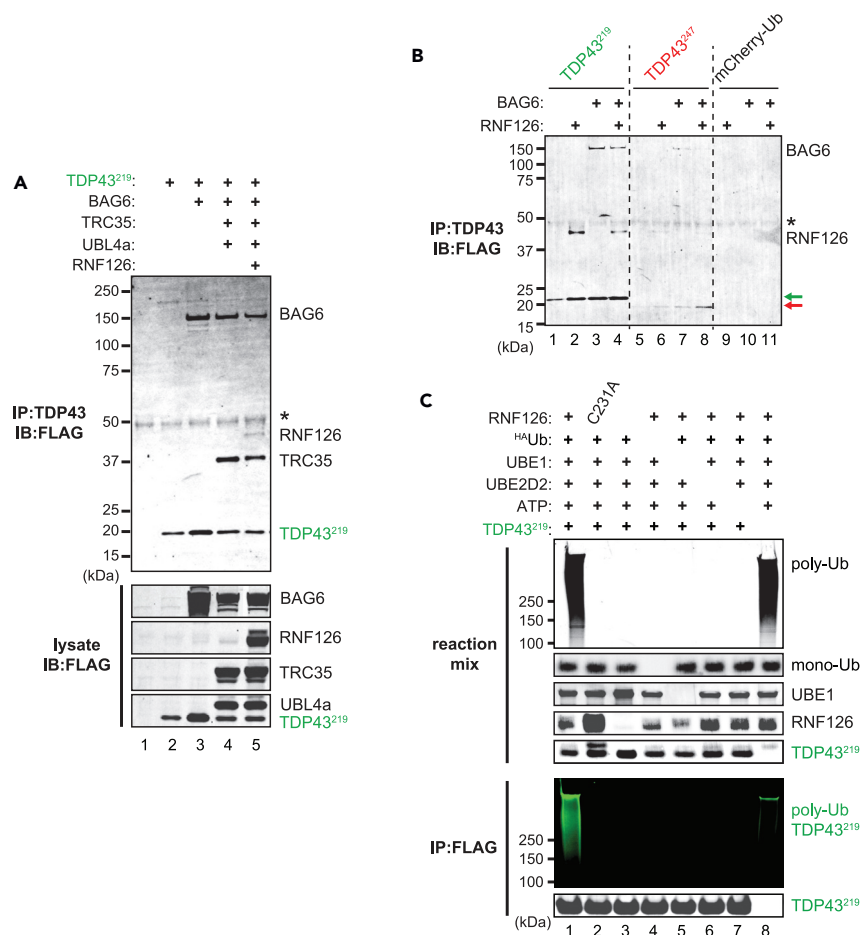 A
TDP43²¹⁹: + + + +
BAG6: + + +
TRC35: + +
UBL4a: + +
RNF126: +
250
150
100
75
50
37
25
20
15
(kDa)
IP:TDP43
IB:FLAG
BAG6
*
RNF126
TRC35
TDP43²¹⁹
lysate
IB:FLAG
BAG6
RNF126
TRC35
UBL4a
TDP43²¹⁹
1 2 3 4 5
B
TDP43²¹⁹ TDP43²⁴⁷ mCherry-Ub
BAG6: + + + + + +
RNF126: + + + + + +
150
100
75
50
37
25
20
15
(kDa)
IP:TDP43
IB:FLAG
BAG6
*
RNF126
1 2 3 4 5 6 7 8 9 10 11
C
RNF126: + C231A + + + + +
ᴴᴬUb: + + + + + + +
UBE1: + + + + + + +
UBE2D2: + + + + + + +
ATP: + + + + + + +
TDP43²¹⁹: + + + + + + +
reaction
mix
250
150
100
poly-Ub
mono-Ub
UBE1
RNF126
TDP43²¹⁹
IP:FLAG
250
150
100
poly-Ub
TDP43²¹⁹
TDP43²¹⁹
(kDa)
1 2 3 4 5 6 7 8